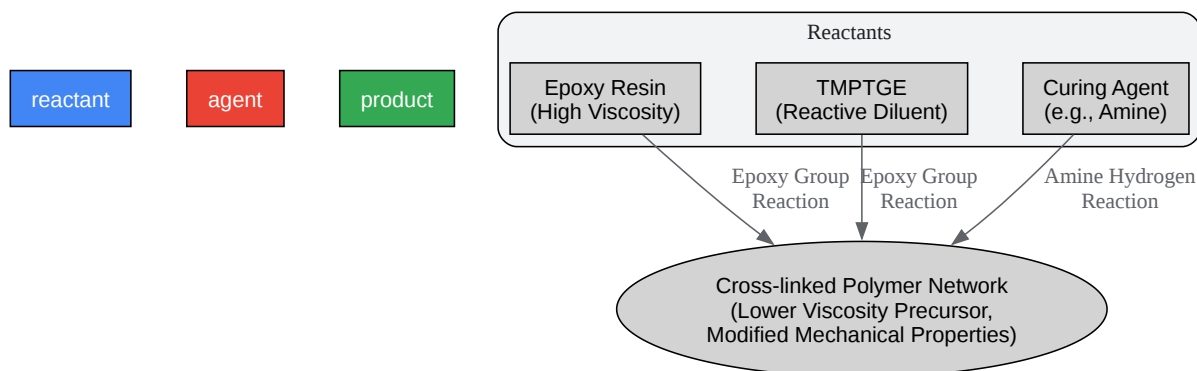 reactant
agent
product
Reactants
Epoxy Resin
(High Viscosity)
TMPTGE
(Reactive Diluent)
Curing Agent
(e.g., Amine)
Epoxy Group
Reaction
Epoxy Group
Reaction
Amine Hydrogen
Reaction
Cross-linked Polymer Network
(Lower Viscosity Precursor,
Modified Mechanical Properties)